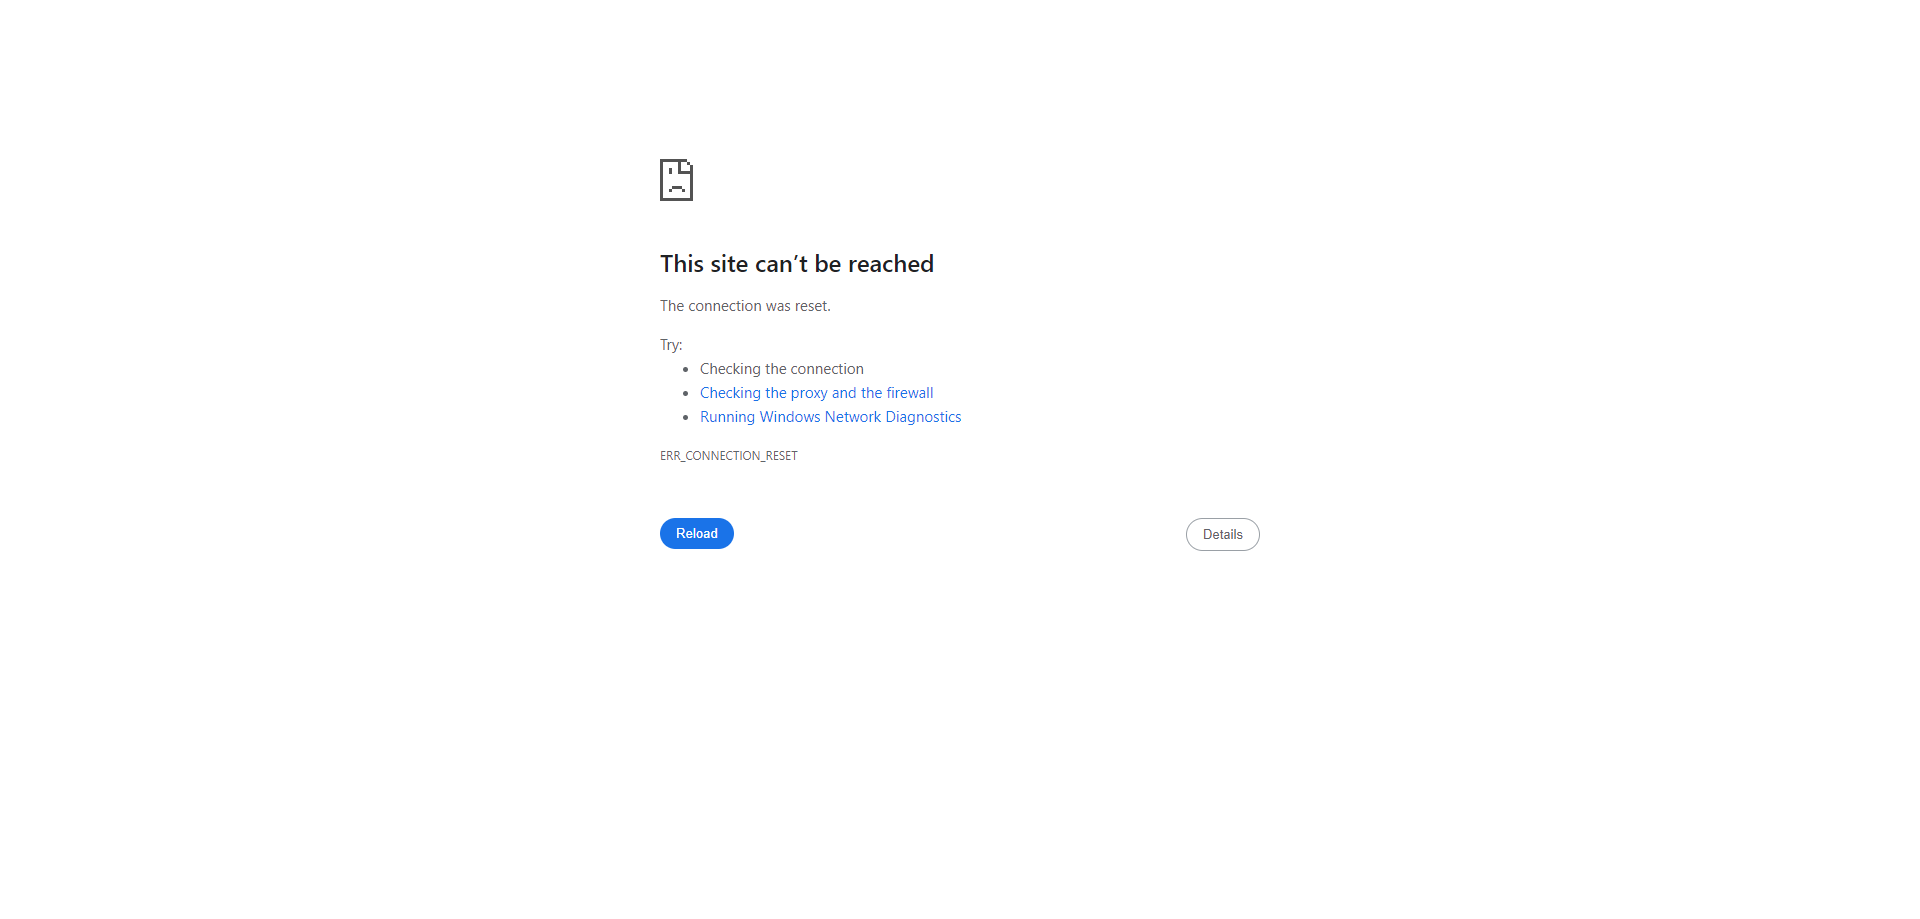 This site can’t be reached
The connection was reset.
Try:
Checking the connection
Checking the proxy and the firewall
Running Windows Network Diagnostics
ERR_CONNECTION_RESET
Reload
Details